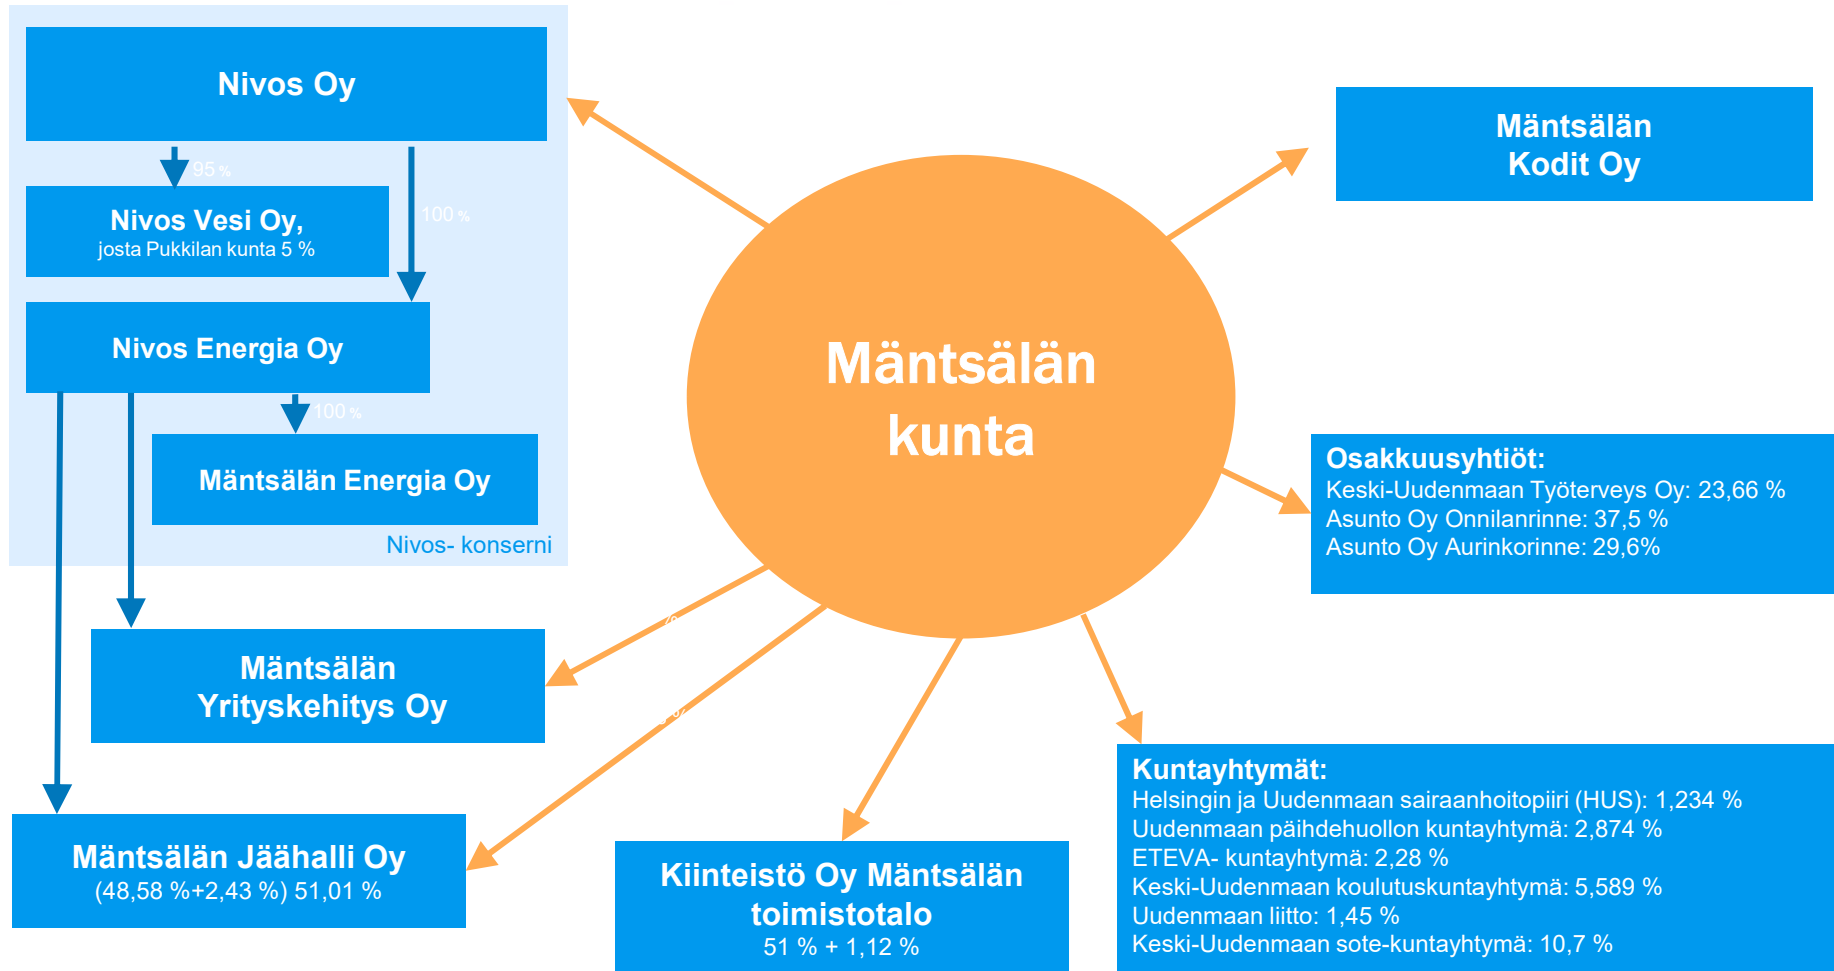 Nivos Oy
95 %
100 %
Nivos Vesi Oy,
josta Pukkilan kunta 5 %
Nivos Energia Oy
100 %
Mäntsälän Energia Oy
Nivos- konserni
Mäntsälän
Yrityskehitys Oy
Mäntsälän Jäähalli Oy
(48,58 %+2,43 %) 51,01 %
Mäntsälän
kunta
Kiinteistö Oy Mäntsälän
toimistotalo
51 % + 1,12 %
Mäntsälän
Kodit Oy
Osakkuusyhtiöt:
Keski-Uudenmaan Työterveys Oy: 23,66 %
Asunto Oy Onnilanrinne: 37,5 %
Asunto Oy Aurinkorinne: 29,6%
Kuntayhtymät:
Helsingin ja Uudenmaan sairaanhoitopiiri (HUS): 1,234 %
Uudenmaan päihdehuollon kuntayhtymä: 2,874 %
ETEVA- kuntayhtymä: 2,28 %
Keski-Uudenmaan koulutuskuntayhtymä: 5,589 %
Uudenmaan liitto: 1,45 %
Keski-Uudenmaan sote-kuntayhtymä: 10,7 %